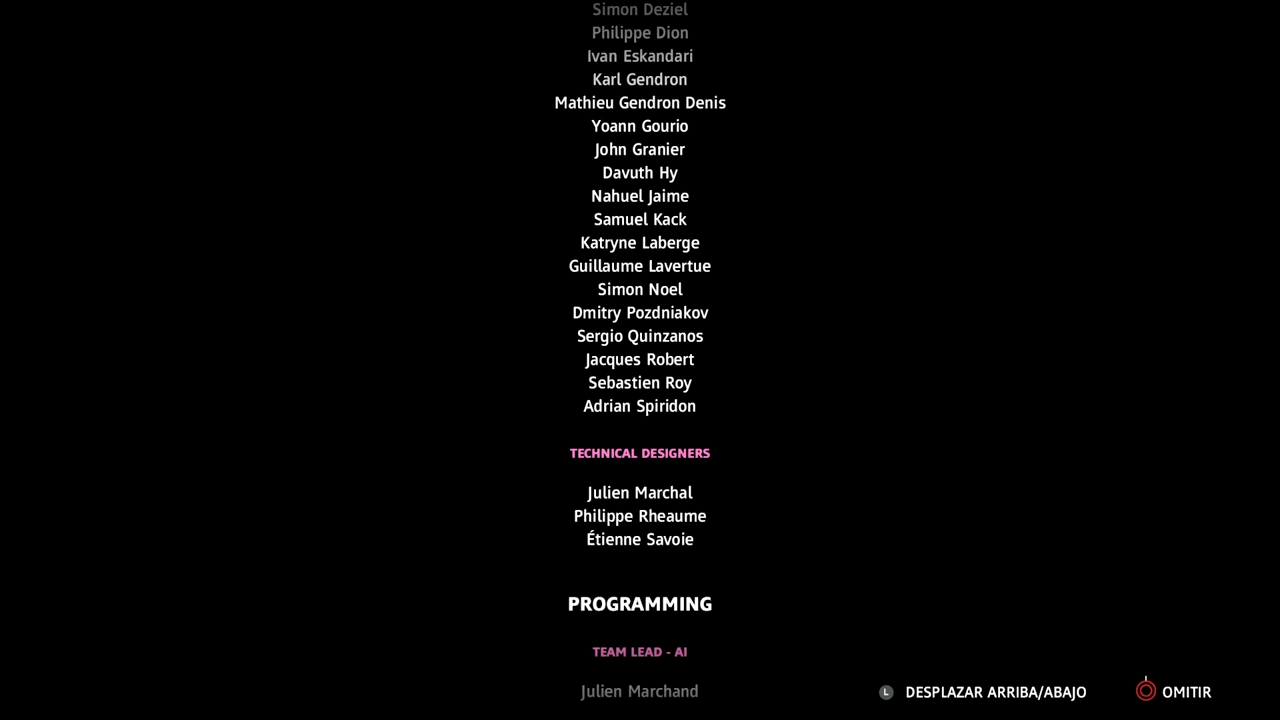 Simon Deziel
Philippe Dion
Ivan Eskandari
Karl Gendron
Mathieu Gendron Denis
Yoann Gourio
John Granier
Davuth Hy
Nahuel Jaime
Samuel Kack
Katryne Laberge
Guillaume Lavertue
Simon Noel
Dmitry Pozdniakov
Sergio Quinzanos
Jacques Robert
Sebastien Roy
Adrian Spiridon
TECHNICAL DESIGNERS
Julien Marchal
Philippe Rheaume
Étienne Savoie
PROGRAMMING
TEAM LEAD - AI
Julien Marchand
L DESPLAZAR ARRIBA/ABAJO OMITIR